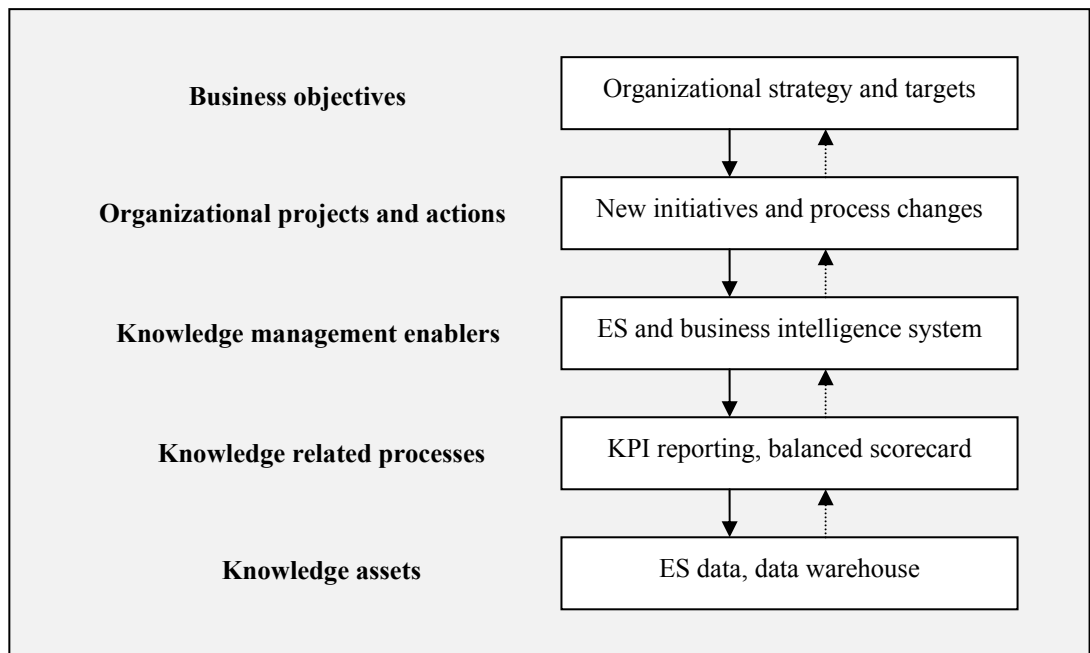 Business objectives
Organizational strategy and targets
Organizational projects and actions
New initiatives and process changes
Knowledge management enablers
ES and business intelligence system
Knowledge related processes
KPI reporting, balanced scorecard
Knowledge assets
ES data, data warehouse